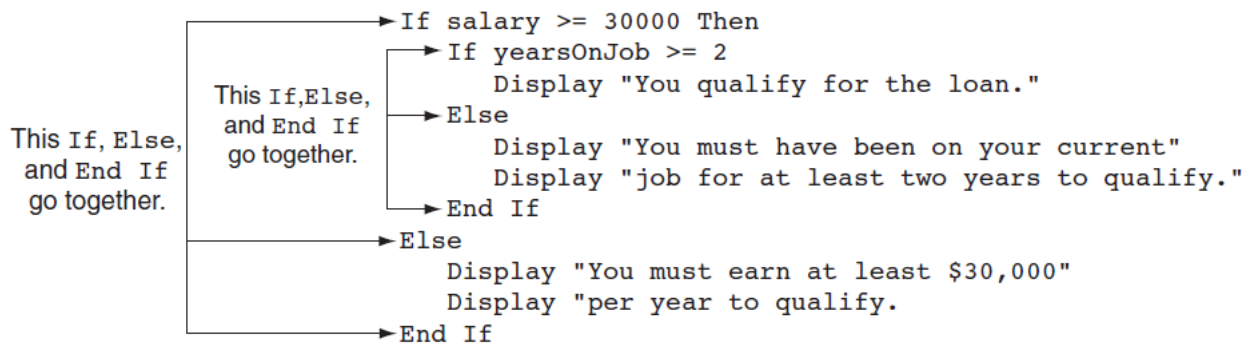 If salary >= 30000 Then
If yearsOnJob >= 2
Display "You qualify for the loan."
This If,Else,
and End If
go together.
Else
Display "You must have been on your current"
Display "job for at least two years to qualify."
End If
This If, Else,
and End If
go together.
Else
Display "You must earn at least $30,000"
Display "per year to qualify.
End If